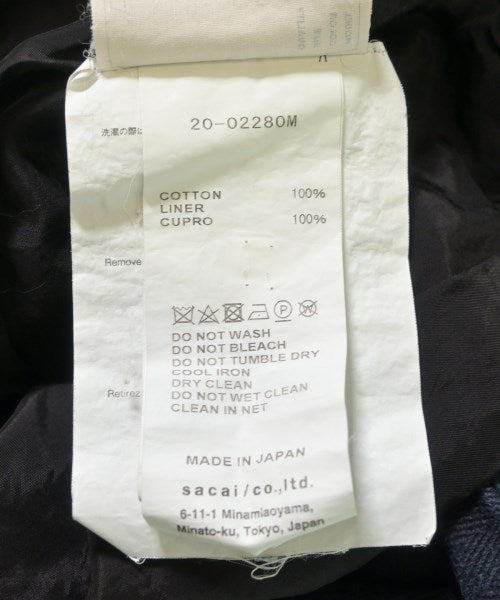 洗濯の際に
20-02280M
COTTON 100%
LINER
CUPRO 100%
Remove
DO NOT WASH
DO NOT BLEACH
DO NOT TUMBLE DRY
COOL IRON
DRY CLEAN
DO NOT WET CLEAN
CLEAN IN NET
Retirez
MADE IN JAPAN
sacai/co.,ltd.
6-11-1 Minamiaoyama,
Minato-ku, Tokyo, Japan